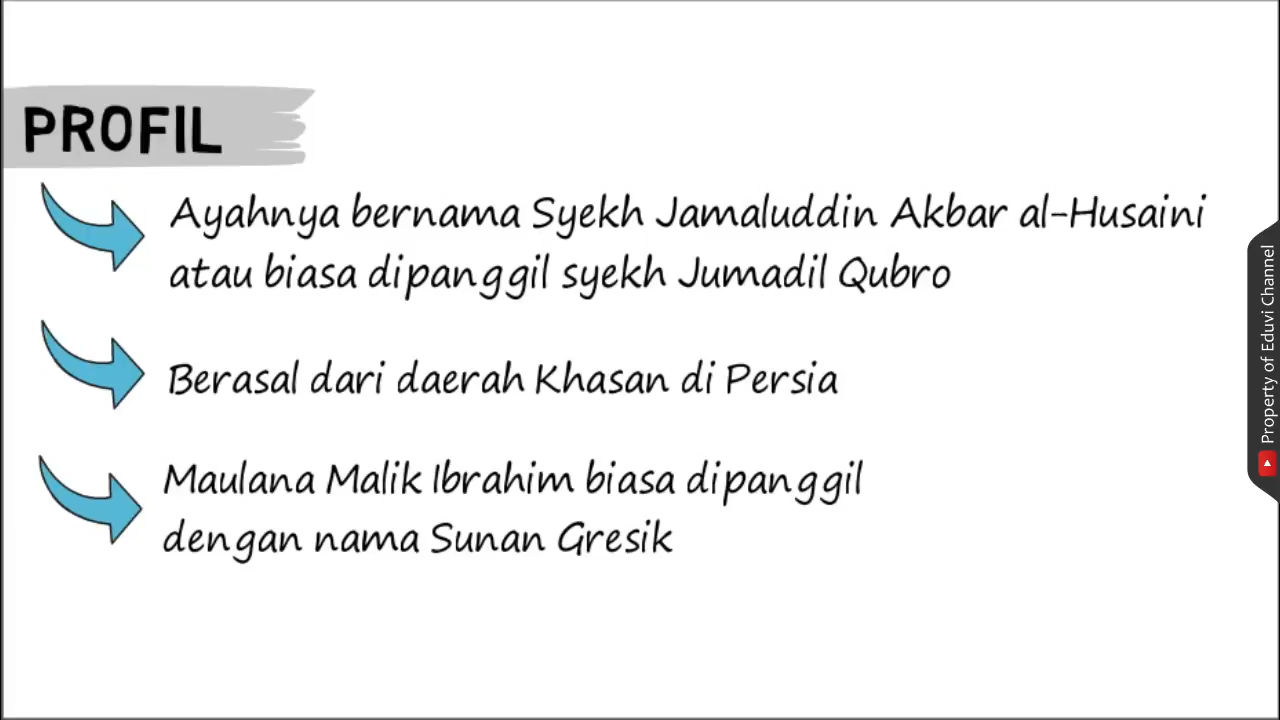 PROFIL
Ayahnya bernama Syekh Jamaluddin Akbar al-Husaini
atau biasa dipanggil syekh Jumadil Qubro
Berasal dari daerah Khasan di Persia
Maulana Malik Ibrahim biasa dipanggil
dengan nama Sunan Gresik
Property of Eduvi Channel